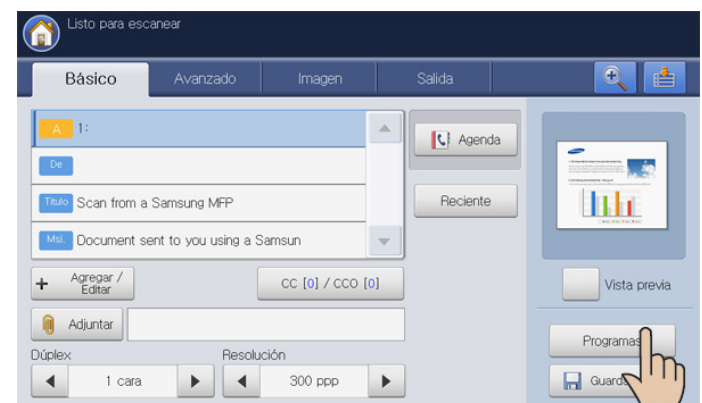 Listo para escanear
Básico
Avanzado
Imagen
Salida
A 1:
De
Título Scan from a Samsung MFP
Msj. Document sent to you using a Samsun
Agenda
Reciente
+ Agregar /
Editar
CC [0] / CCO [0]
Adjuntar
Dúplex
1 cara
Resolución
300 ppp
Vista previa
Programas